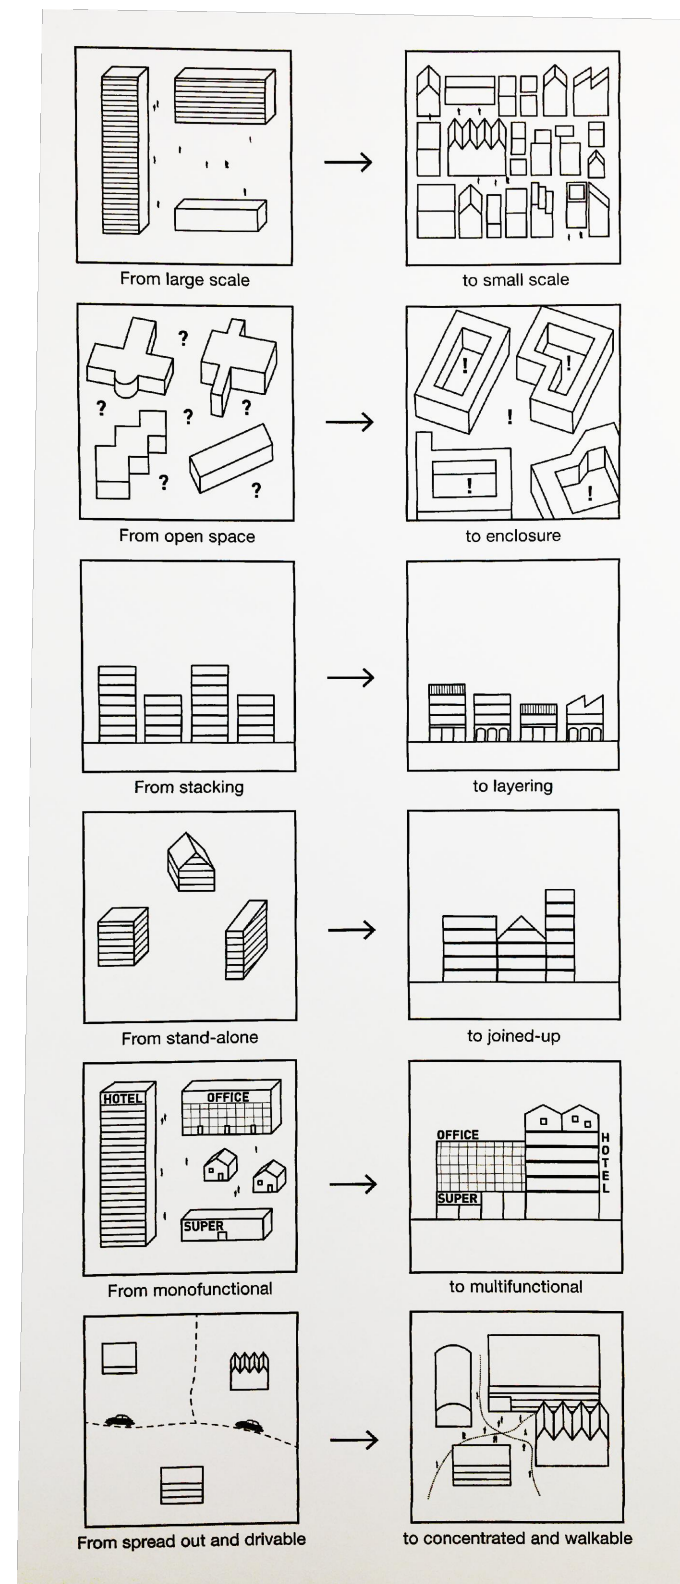 From large scale
to small scale
?
?
?
?
?
?
!
!
!
!
!
From open space
to enclosure
From stacking
to layering
From stand-alone
to joined-up
HOTEL
OFFICE
SUPER
OFFICE
HOTEL
SUPER
From monofunctional
to multifunctional
From spread out and drivable
to concentrated and walkable